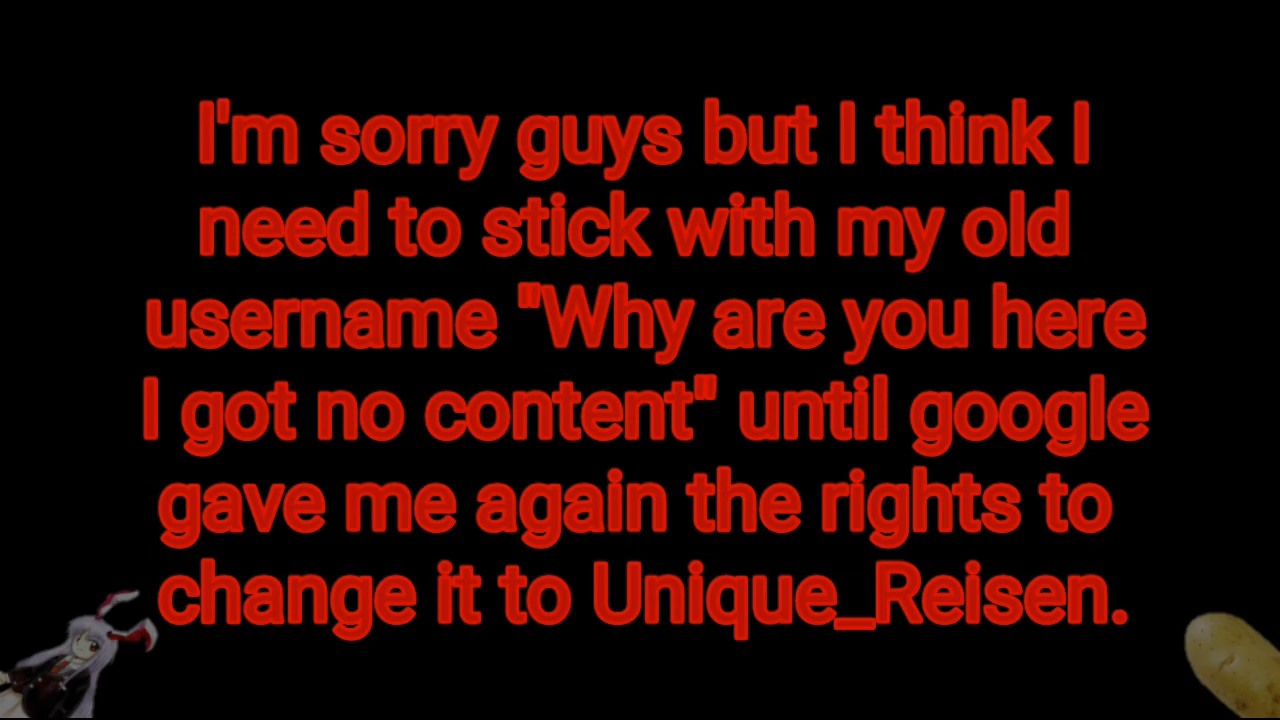 I'm sorry guys but I think I
need to stick with my old
username "Why are you here
I got no content" until google
gave me again the rights to
change it to Unique_Reisen.